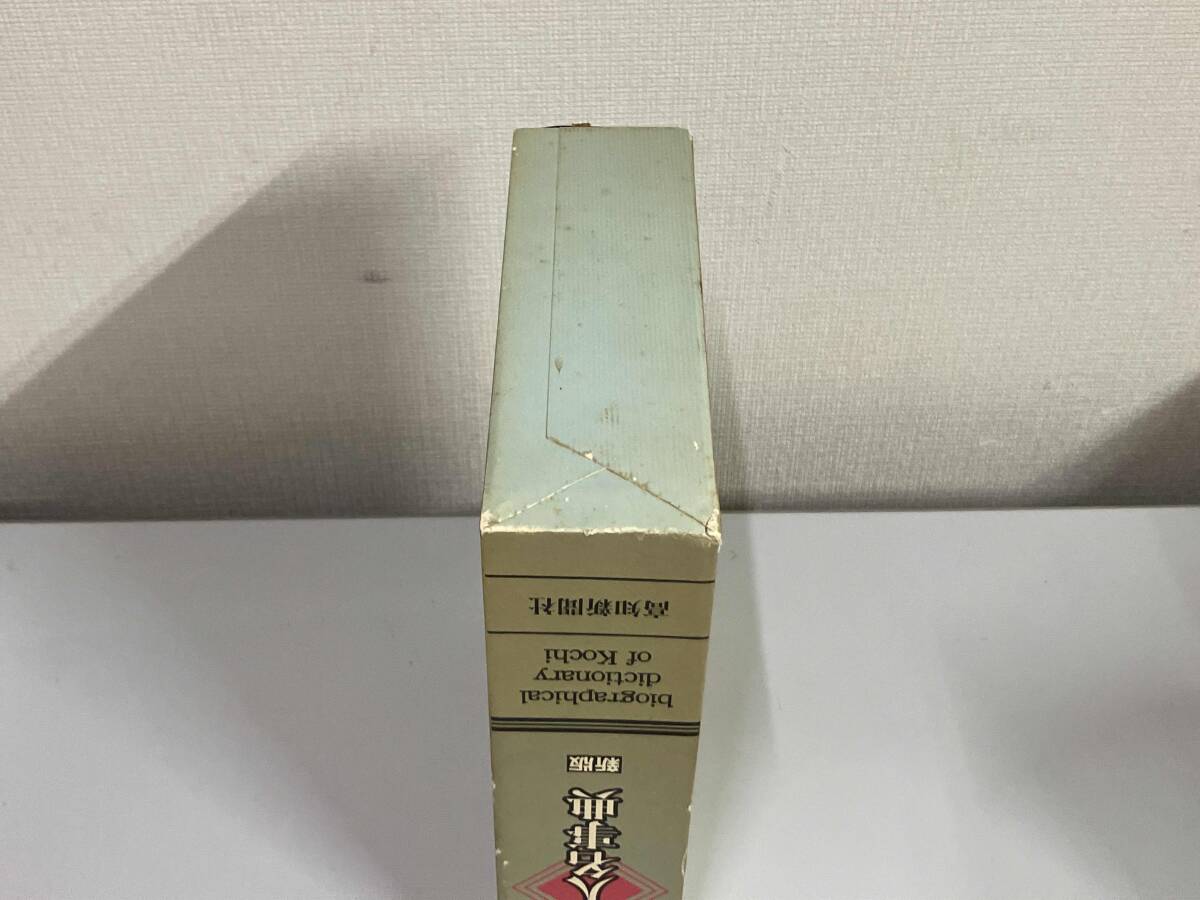 人名事典
新版
biographical
dictionary
of Kochi
高知新聞社